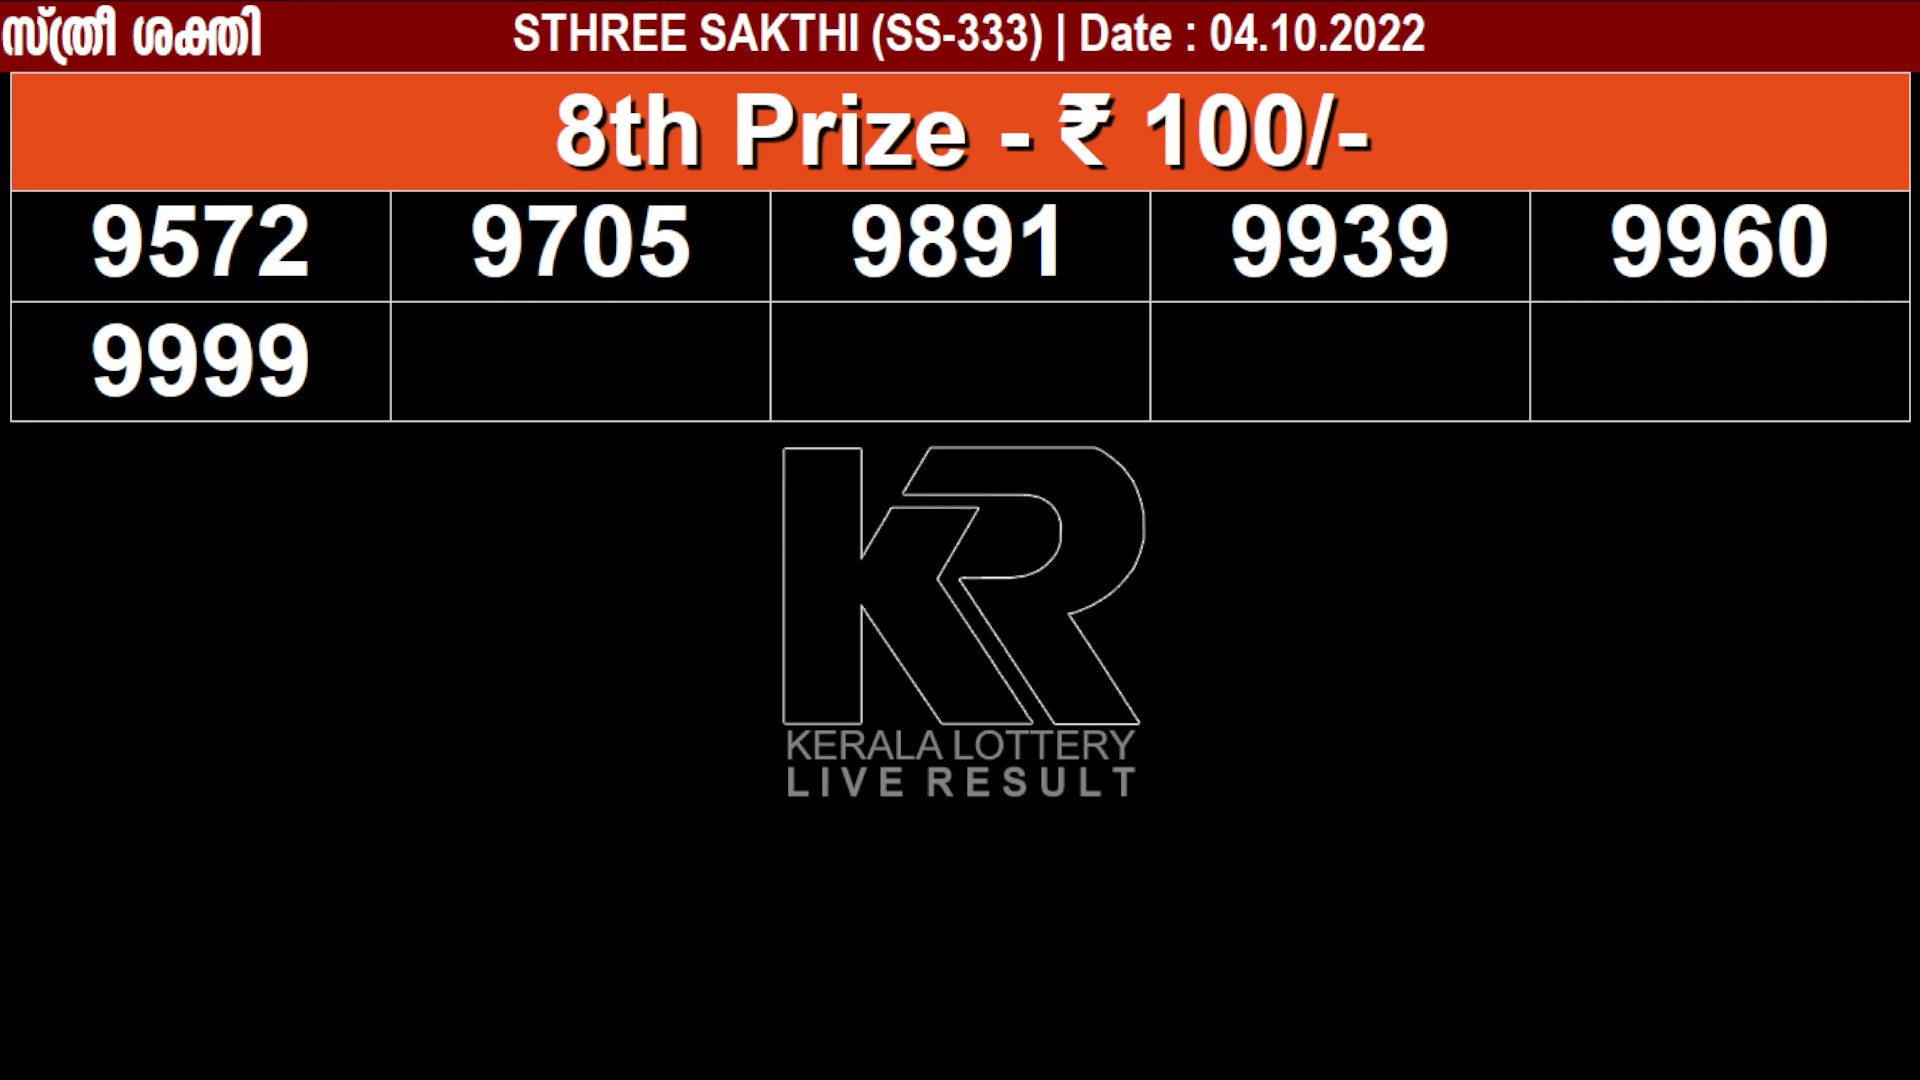 സ്ത്രീ ശക്തി STHREE SAKTHI (SS-333) | Date : 04.10.2022
8th Prize - ₹ 100/-
9572 9705 9891 9939 9960
9999
KR
KERALA LOTTERY
LIVE RESULT